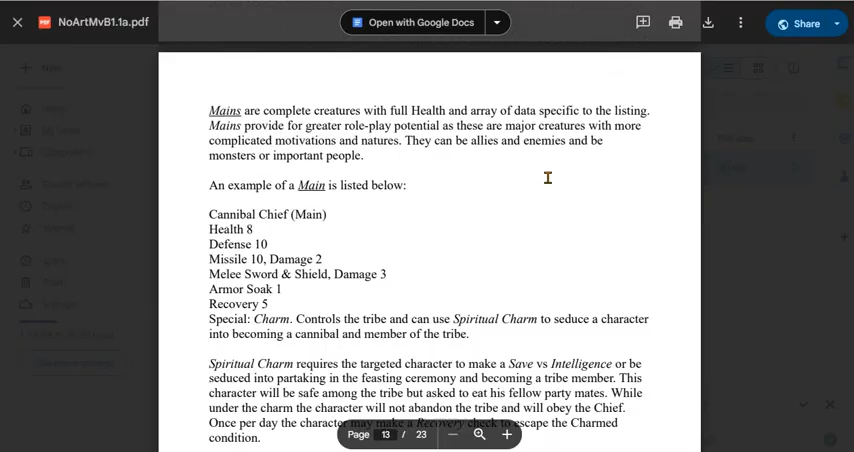 NoArtMvB1.1a.pdf
Open with Google Docs
Share
Mains are complete creatures with full Health and array of data specific to the listing.
Mains provide for greater role-play potential as these are major creatures with more
complicated motivations and natures. They can be allies and enemies and be
monsters or important people.
An example of a Main is listed below:
Cannibal Chief (Main)
Health 8
Defense 10
Missile 10, Damage 2
Melee Sword & Shield, Damage 3
Armor Soak 1
Recovery 5
Special: Charm. Controls the tribe and can use Spiritual Charm to seduce a character
into becoming a cannibal and member of the tribe.
Spiritual Charm requires the targeted character to make a Save vs Intelligence or be
seduced into partaking in the feasting ceremony and becoming a tribe member. This
character will be safe among the tribe but asked to eat his fellow party mates. While
under the charm the character will not abandon the tribe and will obey the Chief.
Once per day the character may make a Recovery check to escape the Charmed
condition.
Page 13 / 23